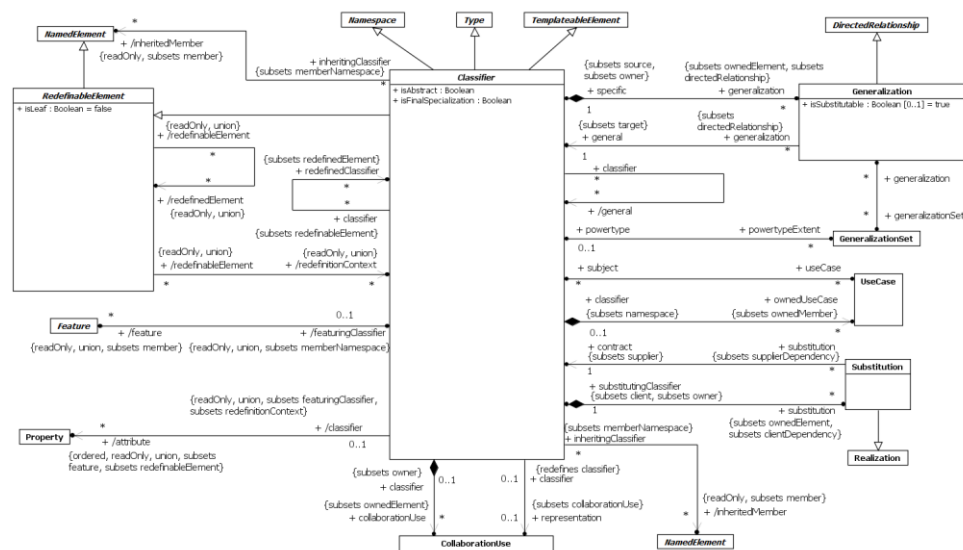 Namespace
Type
TemplateableElement
NamedElement
*
+ /inheritedMember
{readOnly, subsets member}
+ inheritingClassifier
{subsets memberNamespace}
*
DirectedRelationship
Classifier
+ isAbstract : Boolean
+ isFinalSpecialization : Boolean
RedefinableElement
+ isLeaf : Boolean = false
{subsets source,
subsets owner}
+ specific
1
{subsets ownedElement, subsets
directedRelationship}
+ generalization
*
Generalization
+ isSubstitutable : Boolean [0..1] = true
{subsets target}
+ general
1
{subsets
directedRelationship}
+ generalization
*
{readOnly, union}
+ /redefinableElement
*
*
+ /redefinedElement
{readOnly, union}
{subsets redefinedElement}
+ redefinedClassifier
*
*
+ classifier
{subsets redefinableElement}
+ classifier
*
*
+ /general
*
+ generalization
*
+ generalizationSet
+ powertype
0..1
+ powertypeExtent
*
GeneralizationSet
{readOnly, union}
+ /redefinableElement
*
{readOnly, union}
+ /redefinitionContext
*
+ subject
*
+ useCase
*
UseCase
+ classifier
{subsets namespace}
0..1
+ ownedUseCase
{subsets ownedMember}
*
Feature
*
+ /feature
{readOnly, union, subsets member}
0..1
+ /featuringClassifier
{readOnly, union, subsets memberNamespace}
+ contract
{subsets supplier}
1
+ substitution
{subsets supplierDependency}
*
Substitution
+ substitutingClassifier
{subsets client, subsets owner}
1
*
+ substitution
{subsets ownedElement,
subsets clientDependency}
Realization
{readOnly, union, subsets featuringClassifier,
subsets redefinitionContext}
+ /classifier
0..1
Property
*
+ /attribute
{ordered, readOnly, union, subsets
feature, subsets redefinableElement}
{subsets memberNamespace}
+ inheritingClassifier
*
{readOnly, subsets member}
+ /inheritedMember
*
NamedElement
{subsets owner}
+ classifier
0..1
{subsets ownedElement}
+ collaborationUse
*
{redefines classifier}
+ classifier
0..1
{subsets collaborationUse}
+ representation
0..1
CollaborationUse